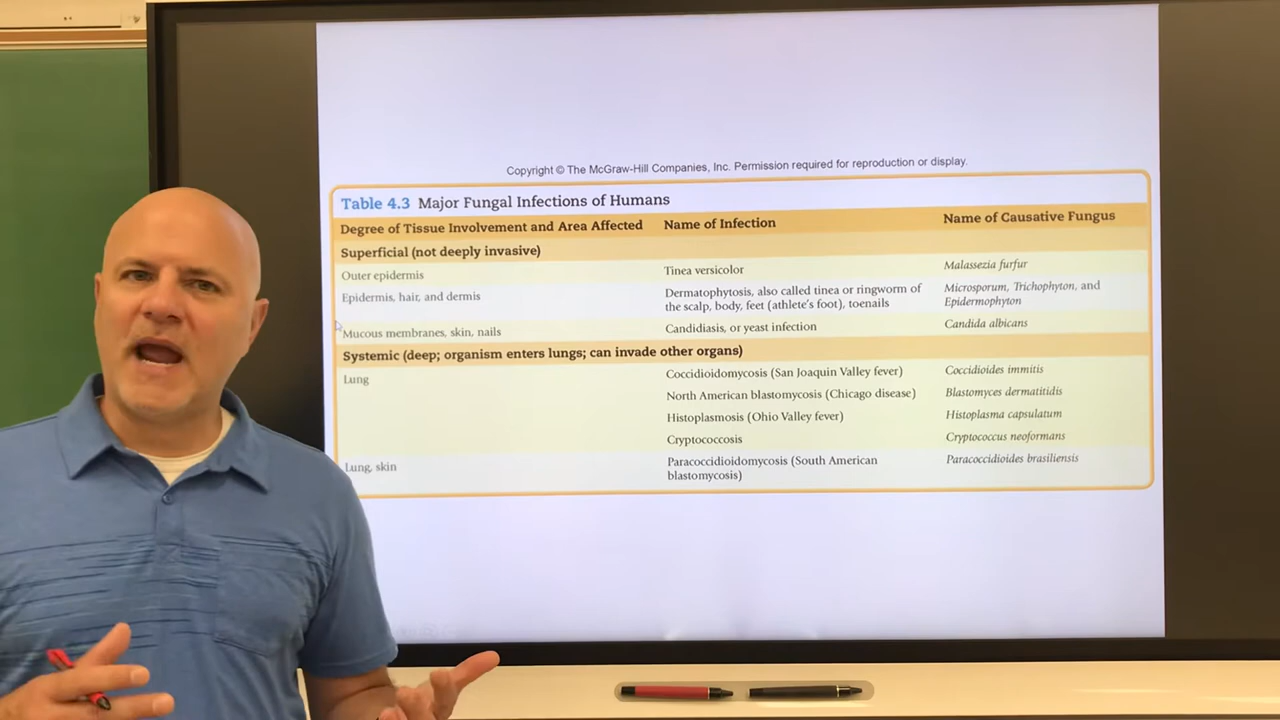 Copyright © The McGraw-Hill Companies, Inc. Permission required for reproduction or display.
Table 4.3 Major Fungal Infections of Humans
Degree of Tissue Involvement and Area Affected Name of Infection Name of Causative Fungus
Superficial (not deeply invasive)
Outer epidermis Tinea versicolor Malassezia furfur
Epidermis, hair, and dermis Dermatophytosis, also called tinea or ringworm of Microsporum, Trichophyton, and
the scalp, body, feet (athlete's foot), toenails Epidermophyton
Mucous membranes, skin, nails Candidiasis, or yeast infection Candida albicans
Systemic (deep; organism enters lungs; can invade other organs)
Lung Coccidioidomycosis (San Joaquin Valley fever) Coccidioides immitis
North American blastomycosis (Chicago disease) Blastomyces dermatitidis
Histoplasmosis (Ohio Valley fever) Histoplasma capsulatum
Cryptococcosis Cryptococcus neoformans
Lung, skin Paracoccidioidomycosis (South American Paracoccidioides brasiliensis
blastomycosis)